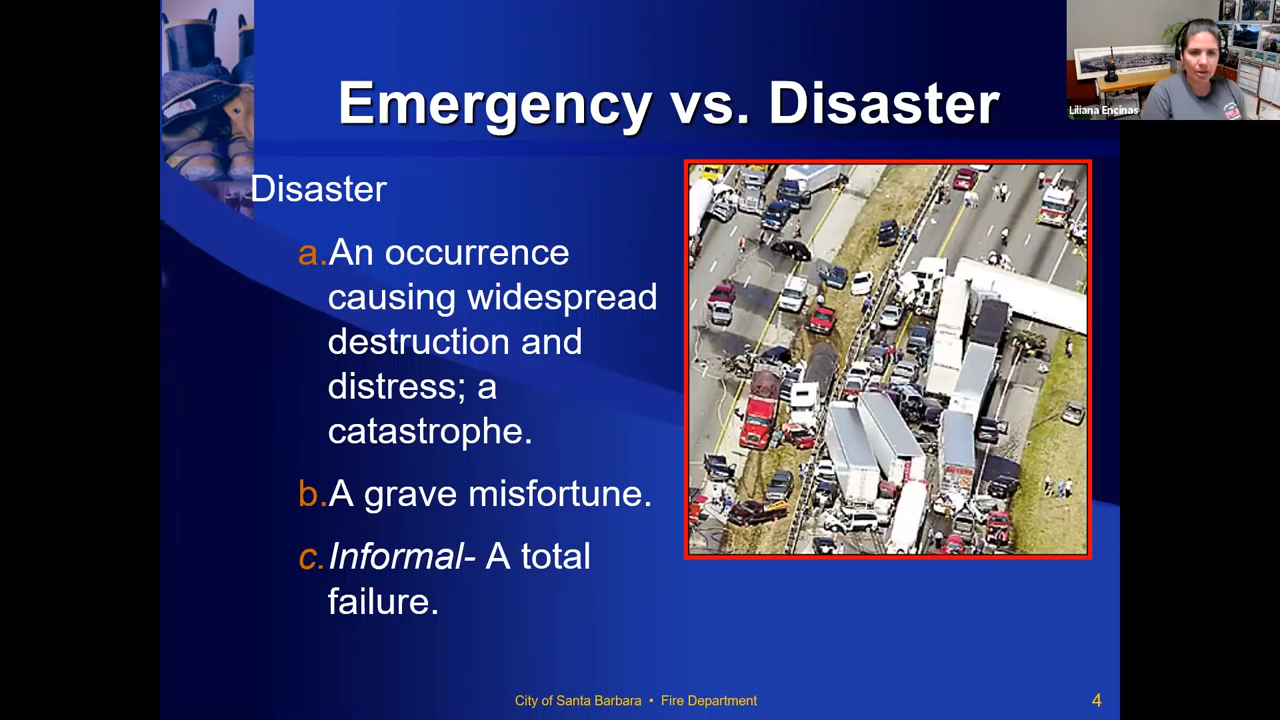 Emergency vs. Disaster
Liliana Encinas
Disaster
a.An occurrence
causing widespread
destruction and
distress; a
catastrophe.
b.A grave misfortune.
c.Informal- A total
failure.
City of Santa Barbara • Fire Department
4